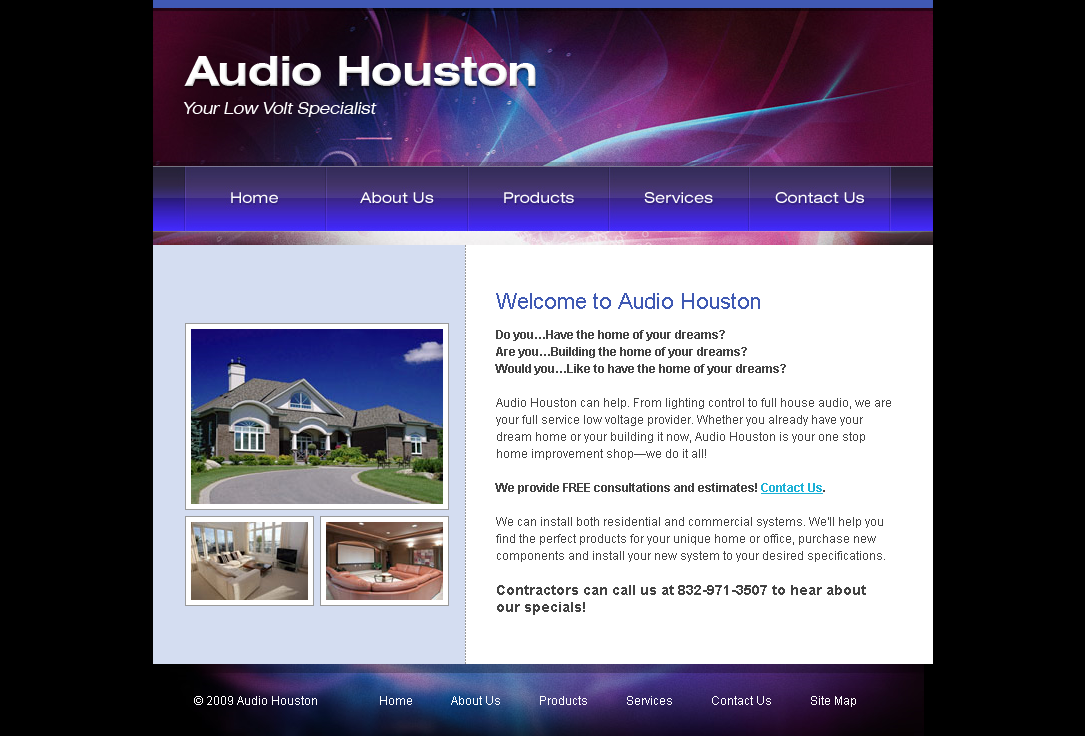 Audio Houston
Your Low Volt Specialist
Home
About Us
Products
Services
Contact Us
Welcome to Audio Houston
Do you...Have the home of your dreams?
Are you...Building the home of your dreams?
Would you...Like to have the home of your dreams?
Audio Houston can help. From lighting control to full house audio, we are
your full service low voltage provider. Whether you already have your
dream home or your building it now, Audio Houston is your one stop
home improvement shop—we do it all!
We provide FREE consultations and estimates! Contact Us.
We can install both residential and commercial systems. We'll help you
find the perfect products for your unique home or office, purchase new
components and install your new system to your desired specifications.
Contractors can call us at 832-971-3507 to hear about
our specials!
© 2009 Audio Houston
Home
About Us
Products
Services
Contact Us
Site Map